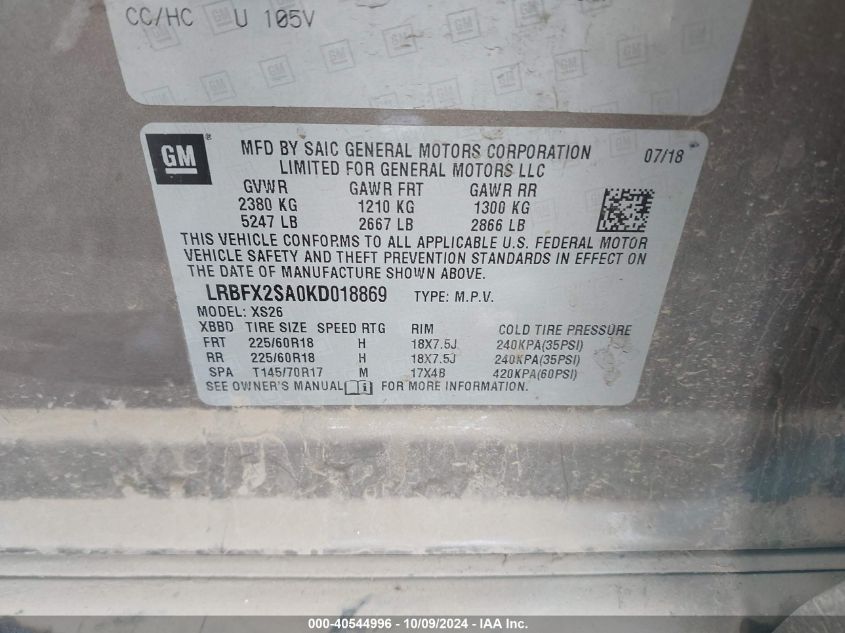 CC/HC U 105V
GM
MFD BY SAIC GENERAL MOTORS CORPORATION 07/18
LIMITED FOR GENERAL MOTORS LLC
GVWR GAWR FRT GAWR RR
2380 KG 1210 KG 1300 KG
5247 LB 2667 LB 2866 LB
THIS VEHICLE CONFORMS TO ALL APPLICABLE U.S. FEDERAL MOTOR
VEHICLE SAFETY AND THEFT PREVENTION STANDARDS IN EFFECT ON
THE DATE OF MANUFACTURE SHOWN ABOVE.
LRBFX2SA0KD018869 TYPE: M.P.V.
MODEL: XS26
XBBD TIRE SIZE SPEED RTG RIM COLD TIRE PRESSURE
FRT 225/60R18 H 18X7.5J 240KPA(35PSI)
RR 225/60R18 H 18X7.5J 240KPA(35PSI)
SPA T145/70R17 M 17X4B 420KPA(60PSI)
SEE OWNER'S MANUAL FOR MORE INFORMATION.
000-40544996 - 10/09/2024 - IAA Inc.